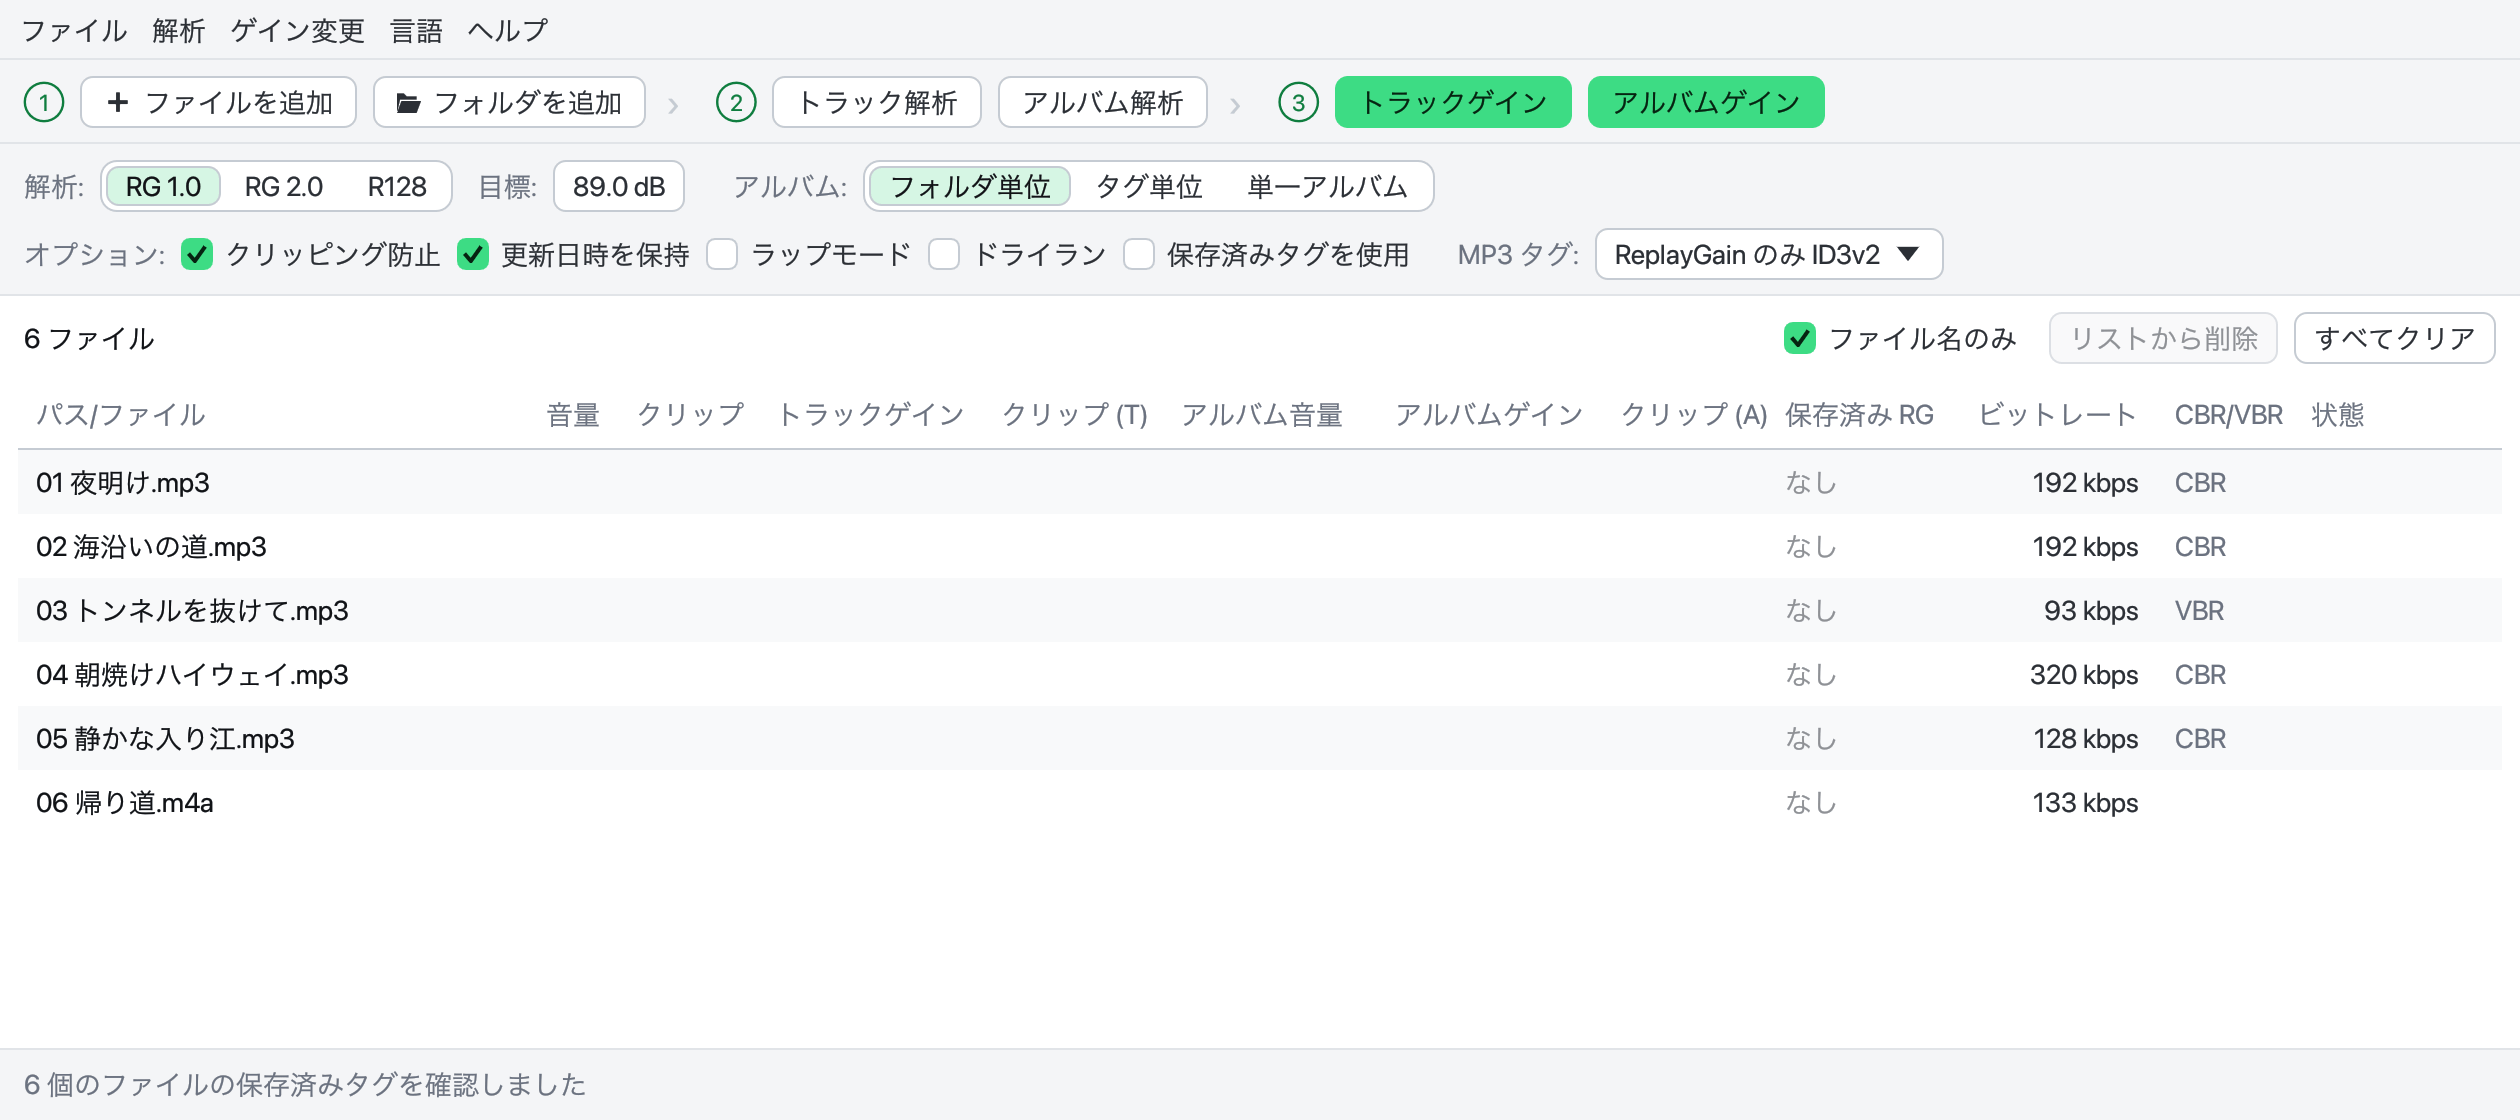 ファイル 解析 ゲイン変更 言語 ヘルプ
1 + ファイルを追加 フォルダを追加 › 2 トラック解析 アルバム解析 › 3 トラックゲイン アルバムゲイン
解析: RG 1.0 RG 2.0 R128 目標: 89.0 dB アルバム: フォルダ単位 タグ単位 単一アルバム
オプション: クリッピング防止 更新日時を保持 ラップモード ドライラン 保存済みタグを使用 MP3 タグ: ReplayGain のみ ID3v2
6 ファイル ファイル名のみ リストから削除 すべてクリア
パス/ファイル 音量 クリップ トラックゲイン クリップ (T) アルバム音量 アルバムゲイン クリップ (A) 保存済み RG ビットレート CBR/VBR 状態
01 夜明け.mp3 なし 192 kbps CBR
02 海沿いの道.mp3 なし 192 kbps CBR
03 トンネルを抜けて.mp3 なし 93 kbps VBR
04 朝焼けハイウェイ.mp3 なし 320 kbps CBR
05 静かな入り江.mp3 なし 128 kbps CBR
06 帰り道.m4a なし 133 kbps
6 個のファイルの保存済みタグを確認しました